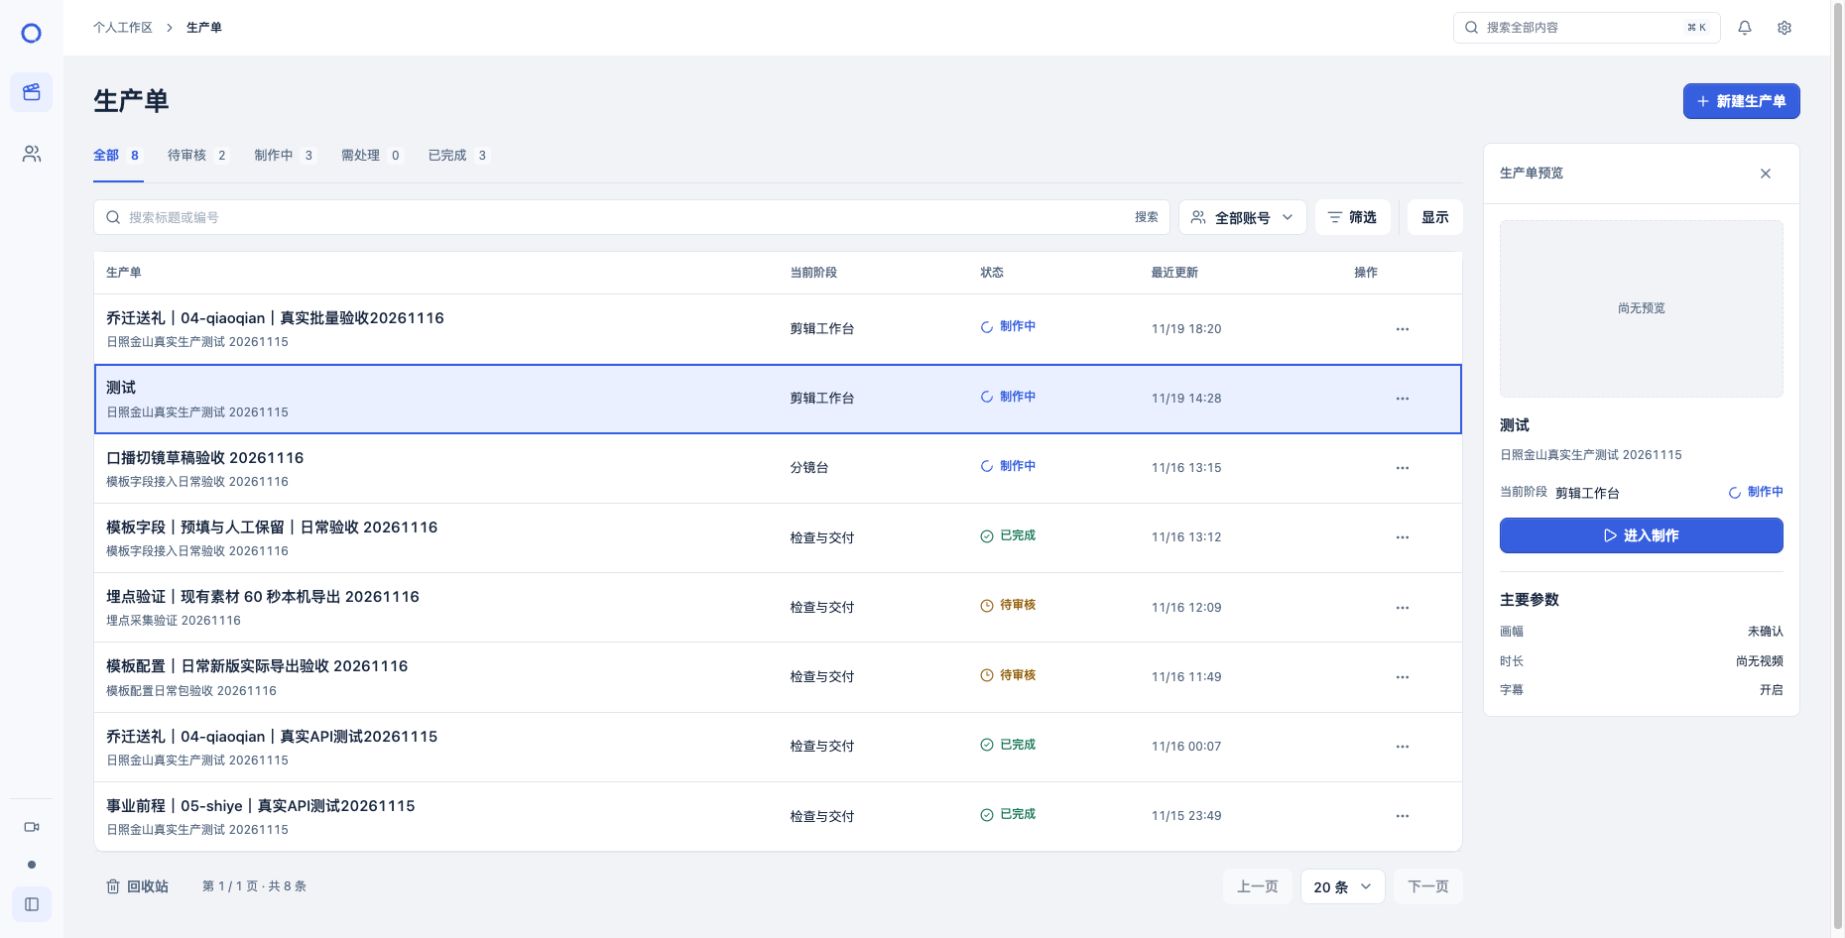 个人工作区 > 生产单
搜索全部内容 ⌘ K
生产单
+ 新建生产单
全部 8 待审核 2 制作中 3 需处理 0 已完成 3
搜索标题或编号 搜索 全部账号 筛选 显示
生产单 当前阶段 状态 最近更新 操作
乔迁送礼｜04-qiaoqian｜真实批量验收20261116
日照金山真实生产测试 20261115
剪辑工作台 制作中 11/19 18:20 ···
测试
日照金山真实生产测试 20261115
剪辑工作台 制作中 11/19 14:28 ···
口播切镜草稿验收 20261116
模板字段接入日常验收 20261116
分镜台 制作中 11/16 13:15 ···
模板字段｜预填与人工保留｜日常验收 20261116
模板字段接入日常验收 20261116
检查与交付 已完成 11/16 13:12 ···
埋点验证｜现有素材 60 秒本机导出 20261116
埋点采集验证 20261116
检查与交付 待审核 11/16 12:09 ···
模板配置｜日常新版实际导出验收 20261116
模板配置日常包验收 20261116
检查与交付 待审核 11/16 11:49 ···
乔迁送礼｜04-qiaoqian｜真实API测试20261115
日照金山真实生产测试 20261115
检查与交付 已完成 11/16 00:07 ···
事业前程｜05-shiye｜真实API测试20261115
日照金山真实生产测试 20261115
检查与交付 已完成 11/15 23:49 ···
回收站 第 1 / 1 页 · 共 8 条 上一页 20 条 下一页
生产单预览
尚无预览
测试
日照金山真实生产测试 20261115
当前阶段 剪辑工作台 制作中
进入制作
主要参数
画幅 未确认
时长 尚无视频
字幕 开启